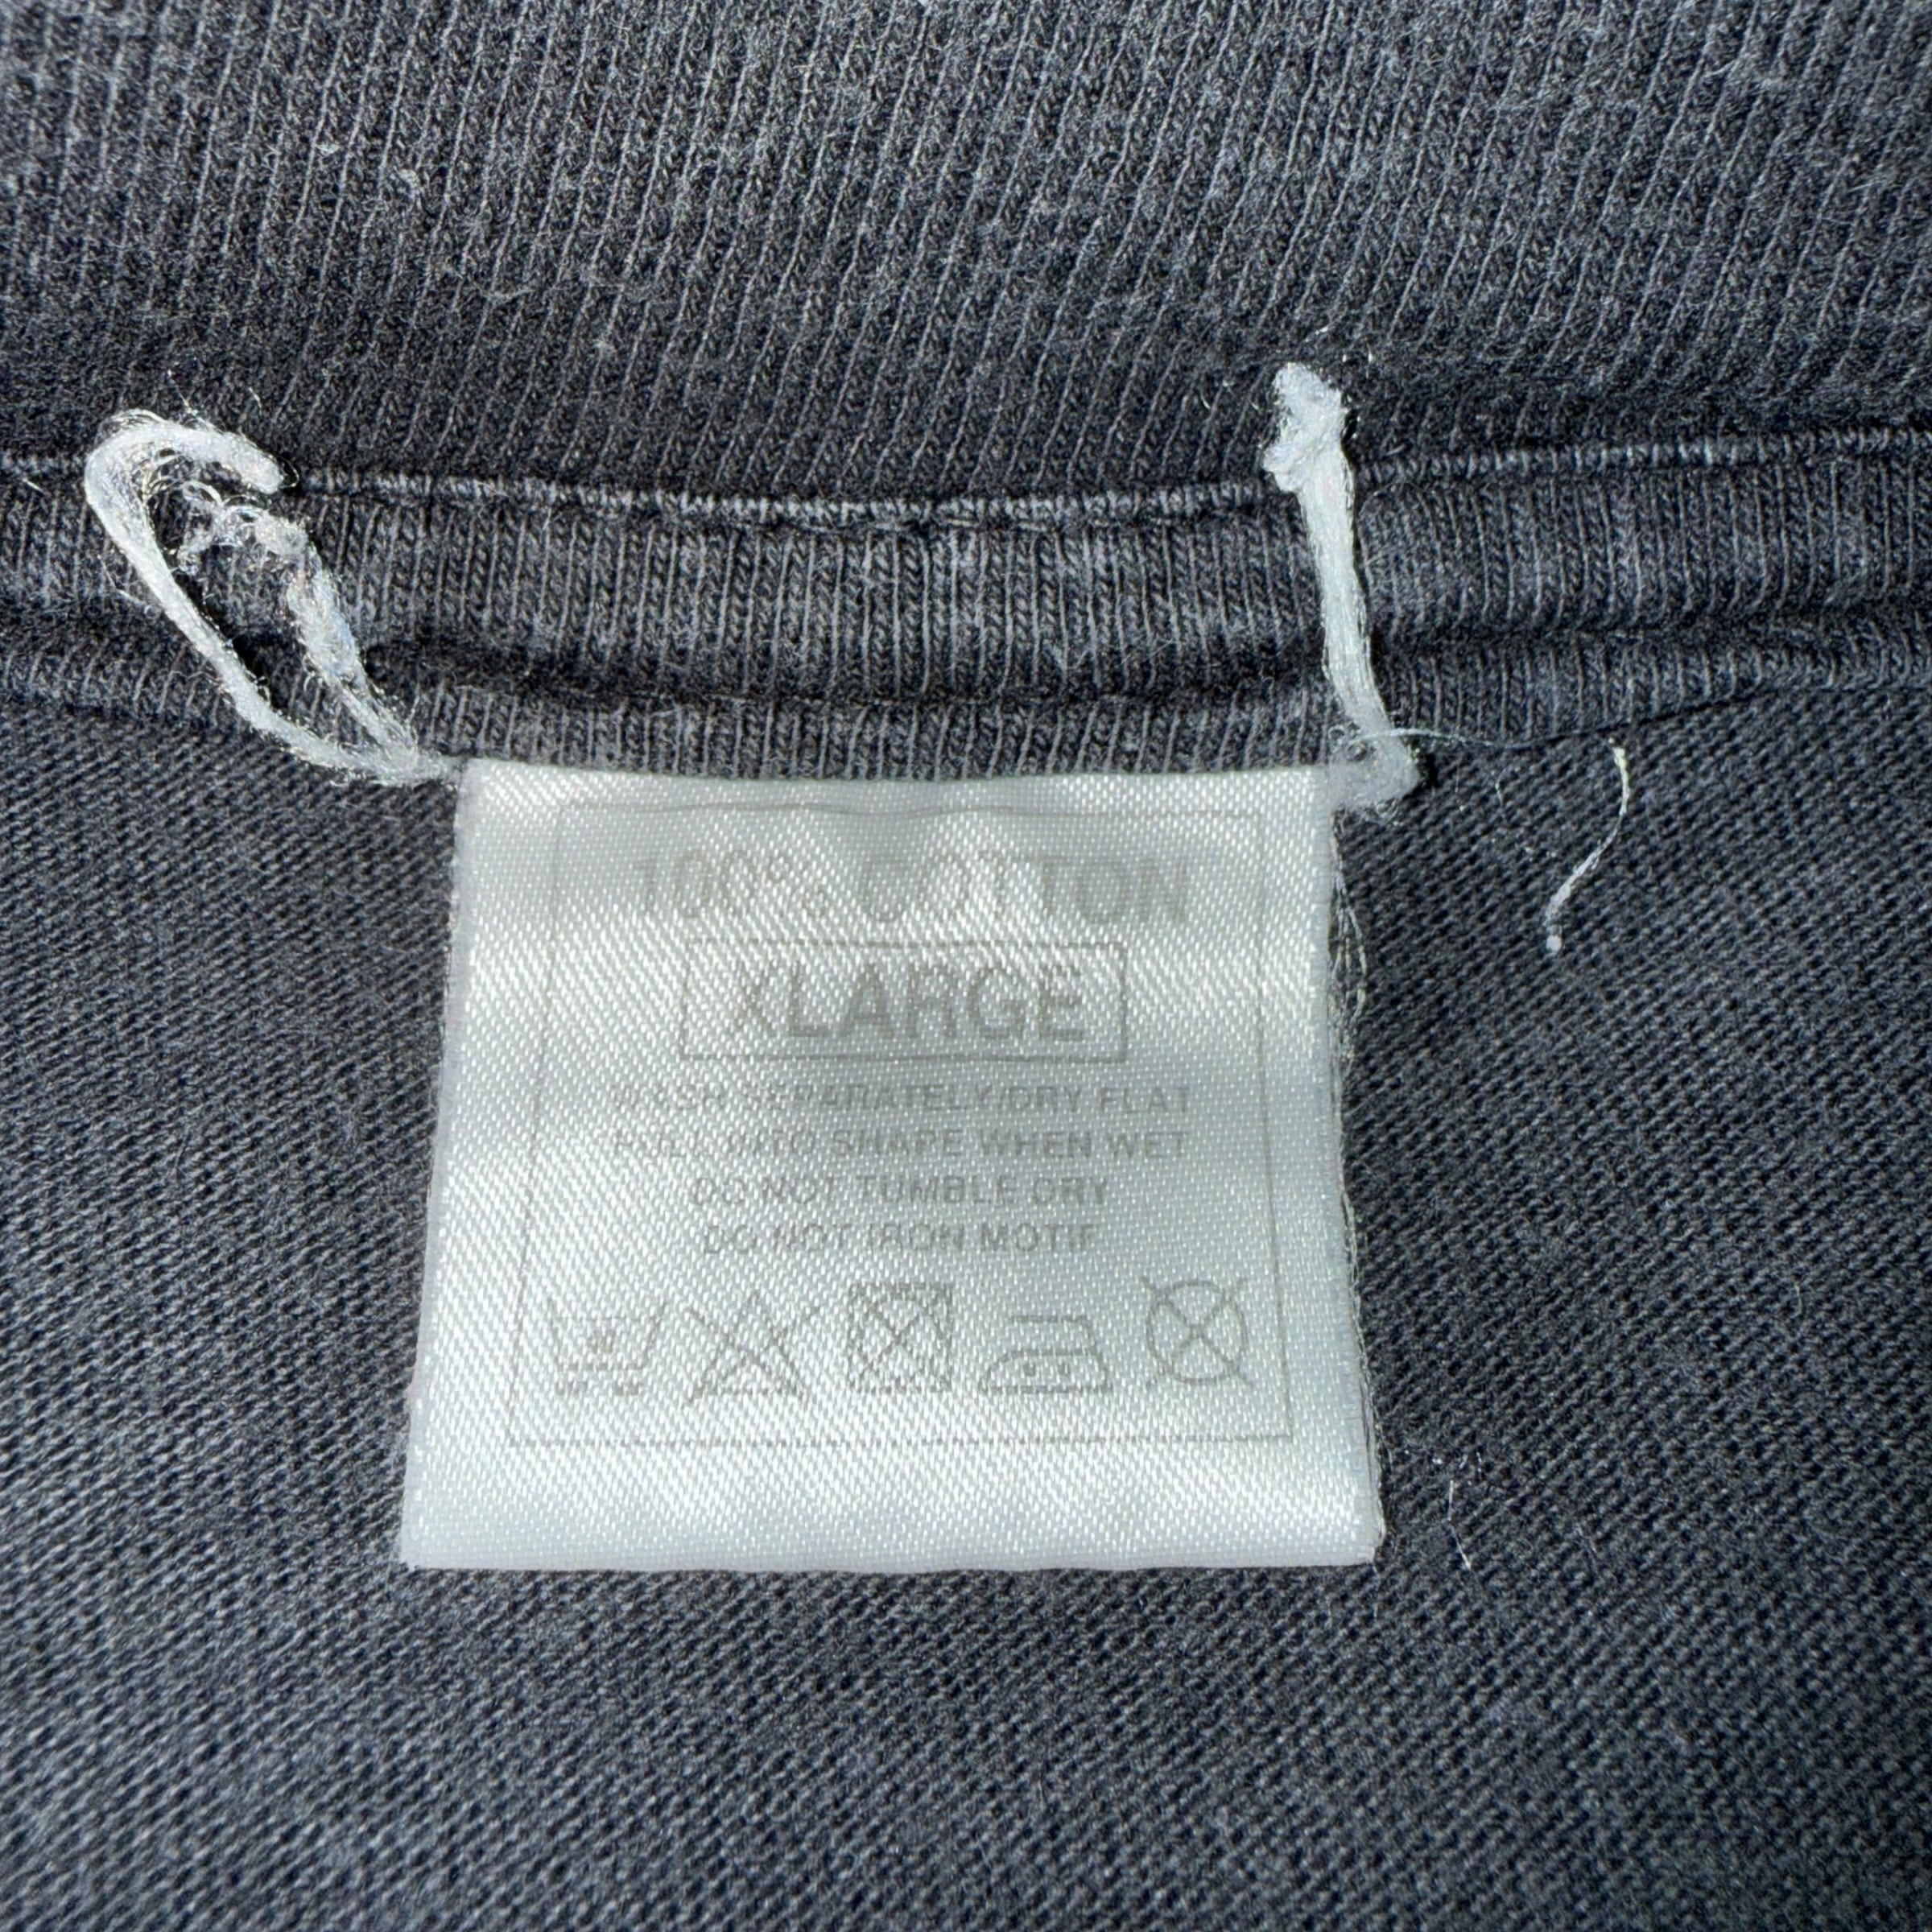 100% COTTON
XLARGE
WASH SEPARATELY/DRY FLAT
PULL INTO SHAPE WHEN WET
DO NOT TUMBLE DRY
DO NOT IRON MOTIF